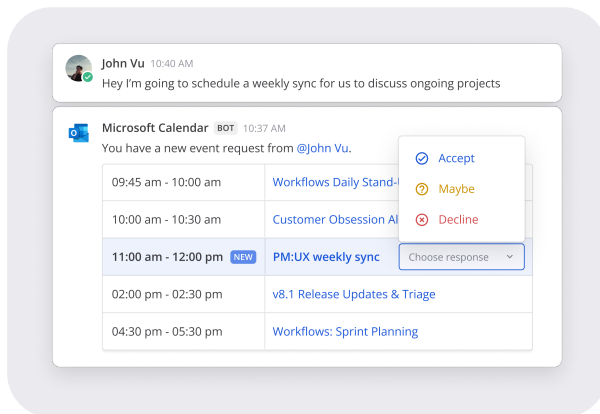 John Vu 10:40 AM
Hey I'm going to schedule a weekly sync for us to discuss ongoing projects
Microsoft Calendar BOT 10:37 AM
You have a new event request from @John Vu.
09:45 am - 10:00 am Workflows Daily Stand-
10:00 am - 10:30 am Customer Obsession Al
11:00 am - 12:00 pm NEW PM:UX weekly sync Choose response
02:00 pm - 02:30 pm v8.1 Release Updates & Triage
04:30 pm - 05:30 pm Workflows: Sprint Planning
Accept
Maybe
Decline